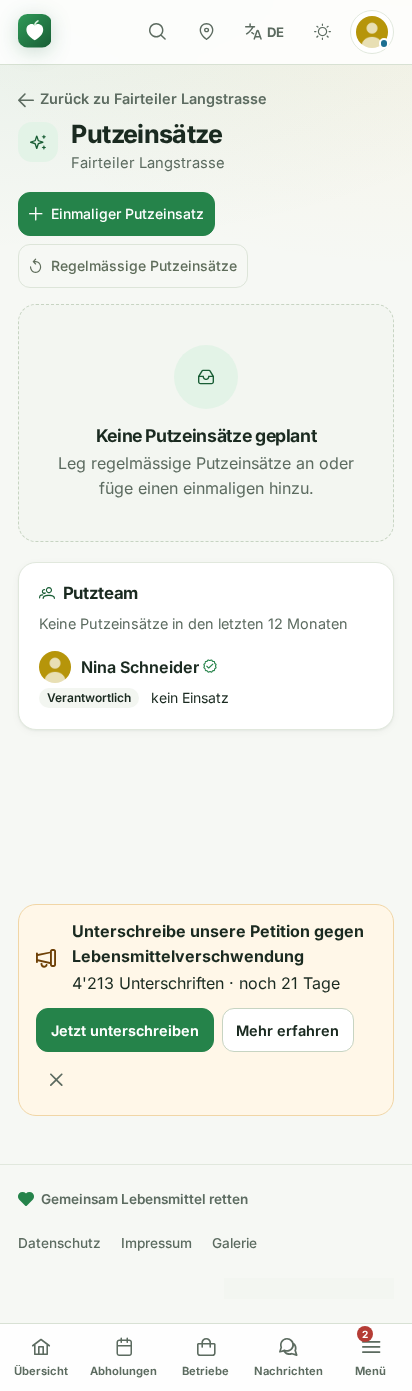 DE
Zurück zu Fairteiler Langstrasse
Putzeinsätze
Fairteiler Langstrasse
Einmaliger Putzeinsatz
Regelmässige Putzeinsätze
Keine Putzeinsätze geplant
Leg regelmässige Putzeinsätze an oder
füge einen einmaligen hinzu.
Putzteam
Keine Putzeinsätze in den letzten 12 Monaten
Nina Schneider
Verantwortlich kein Einsatz
Unterschreibe unsere Petition gegen
Lebensmittelverschwendung
4'213 Unterschriften · noch 21 Tage
Jetzt unterschreiben Mehr erfahren
Gemeinsam Lebensmittel retten
Datenschutz Impressum Galerie
2
Übersicht Abholungen Betriebe Nachrichten Menü